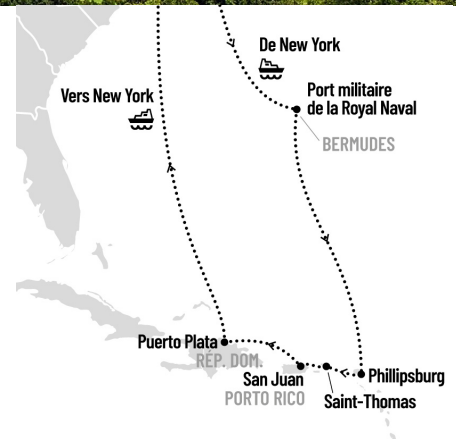 De New York
Vers New York
Port militaire
de la Royal Naval
BERMUDES
Puerto Plata
RÉP. DOM.
San Juan
PORTO RICO
Phillipsburg
Saint-Thomas